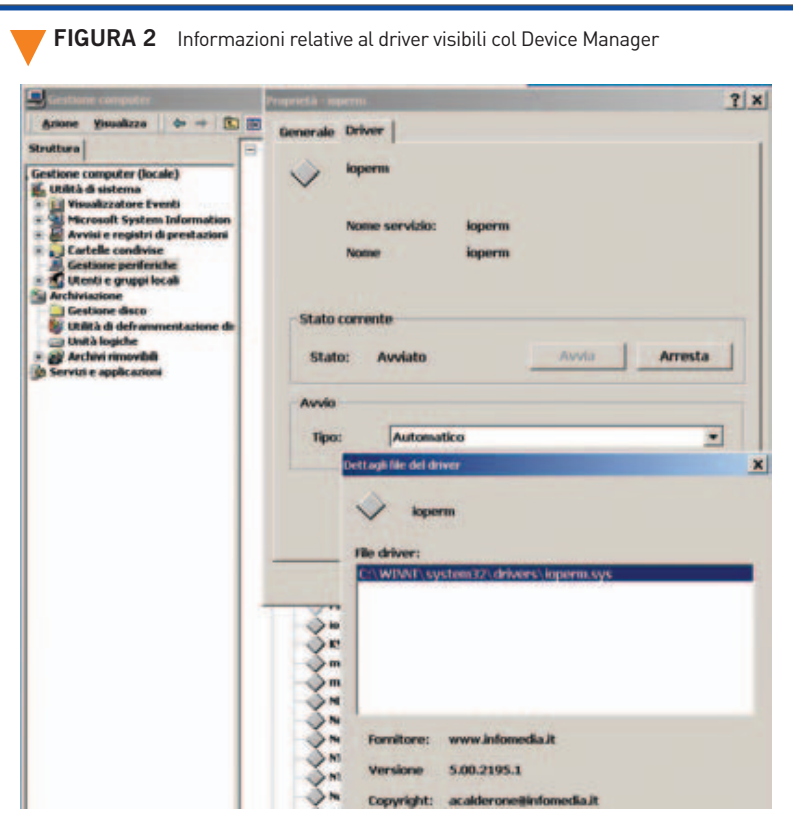 FIGURA 2 Informazioni relative al driver visibili col Device Manager
Gestione computer
Azione Visualizza
Struttura
Gestione computer (locale)
Utilità di sistema
Visualizzatore Eventi
Microsoft System Information
Avvisi e registri di prestazioni
Cartelle condivise
Gestione periferiche
Utenti e gruppi locali
Archiviazione
Gestione disco
Utilità di deframmentazione di
Unità logiche
Archivi rimovibili
Servizi e applicazioni
Proprietà - ioperm
Generale Driver
ioperm
Nome servizio: ioperm
Nome ioperm
Stato corrente
Stato: Avviato Avvia Arresta
Avvio
Tipo: Automatico
Dettagli file del driver
ioperm
File driver:
C:\WINNT\system32\drivers\ioperm.sys
Fornitore: www.infomedia.it
Versione 5.00.2195.1
Copyright: acalderone@infomedia.it